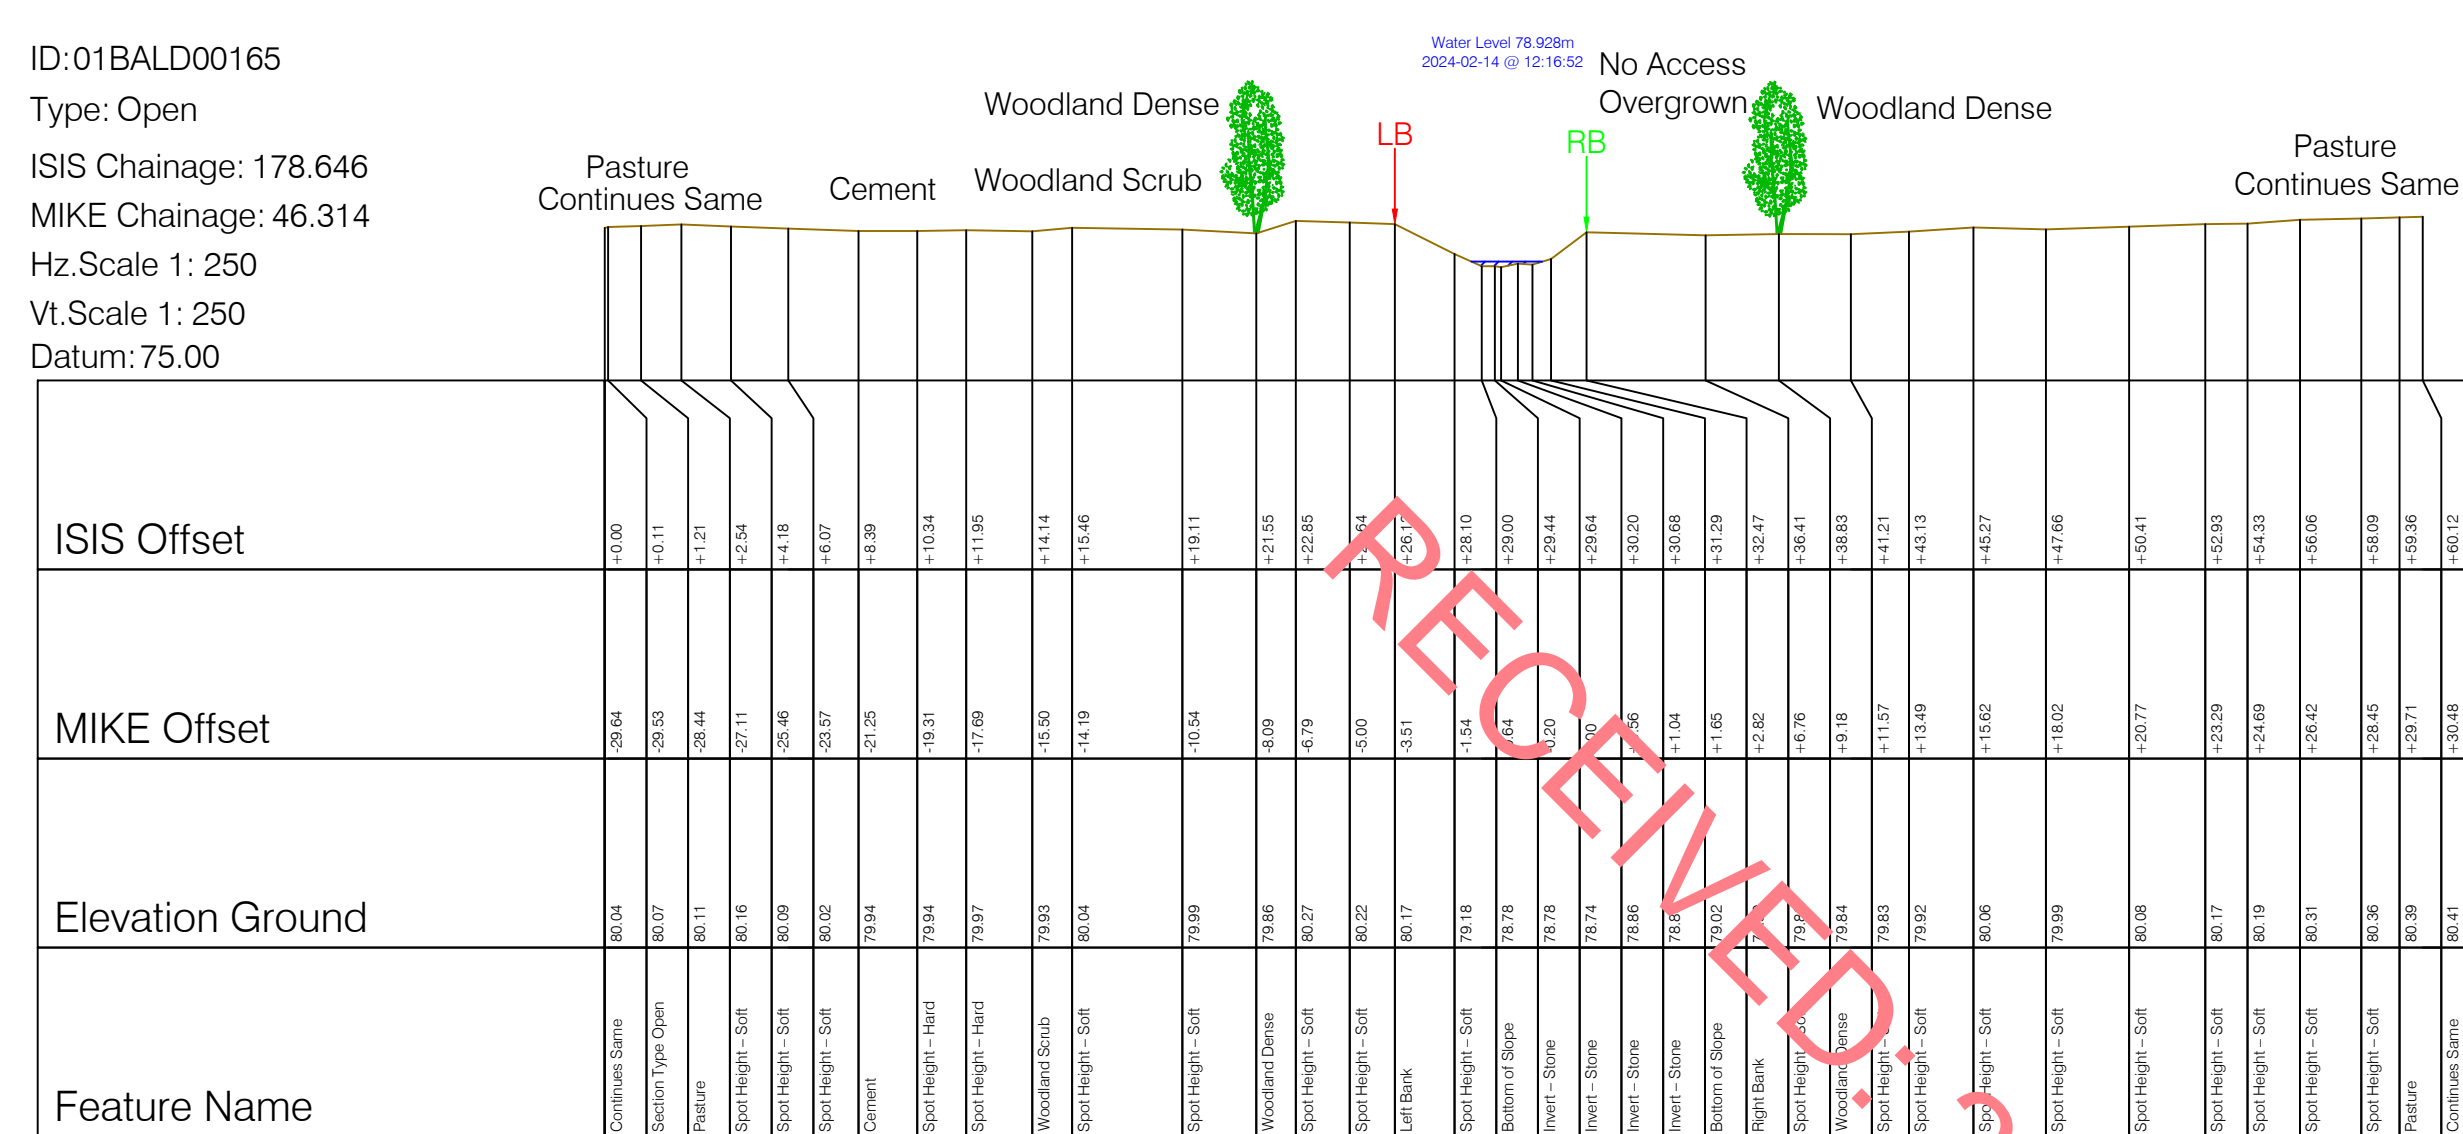 Water Level 78.928m
2024-02-14 @ 12:16:52
ID:01BALD00165
Type: Open
ISIS Chainage: 178.646
MIKE Chainage: 46.314
Hz.Scale 1: 250
Vt.Scale 1: 250
Datum:75.00
Pasture
Continues Same
Cement
Woodland Dense
Woodland Scrub
LB
RB
No Access
Overgrown
Woodland Dense
Pasture
Continues Same
ISIS Offset
+0.00
+0.11
+1.21
+2.54
+4.18
+6.07
+8.39
+10.34
+11.95
+14.14
+15.46
+19.11
+21.55
+22.85
+28.10
+29.00
+29.44
+29.64
+30.20
+30.68
+31.29
+32.47
+36.41
+38.83
+41.21
+43.13
+45.27
+47.66
+50.41
+52.93
+54.33
+56.06
+58.09
+59.36
+60.12
MIKE Offset
-29.64
-29.53
-28.44
-27.11
-25.46
-23.57
-21.25
-19.31
-17.69
-15.50
-14.19
-10.54
-8.09
-6.79
-5.00
-3.51
-1.54
+1.04
+1.65
+2.82
+6.76
+9.18
+11.57
+13.49
+15.62
+18.02
+20.77
+23.29
+24.69
+26.42
+28.45
+29.71
+30.48
Elevation Ground
80.04
80.07
80.11
80.16
80.09
80.02
79.94
79.94
79.97
79.93
80.04
79.99
79.86
80.27
80.22
80.17
79.18
78.78
78.78
78.74
78.86
79.02
79.84
79.83
79.92
80.06
79.99
80.08
80.17
80.19
80.31
80.36
80.39
80.41
Feature Name
Continues Same
Section Type Open
Pasture
Spot Height – Soft
Spot Height – Soft
Spot Height – Soft
Cement
Spot Height – Hard
Spot Height – Hard
Woodland Scrub
Spot Height – Soft
Spot Height – Soft
Woodland Dense
Spot Height – Soft
Spot Height – Soft
Left Bank
Spot Height – Soft
Bottom of Slope
Invert – Stone
Invert – Stone
Invert – Stone
Invert – Stone
Bottom of Slope
Right Bank
Spot Height – Soft
Woodland Dense
Spot Height – Soft
Spot Height – Soft
Spot Height – Soft
Spot Height – Soft
Spot Height – Soft
Spot Height – Soft
Spot Height – Soft
Spot Height – Soft
Spot Height – Soft
Pasture
Continues Same
RECEIVED: